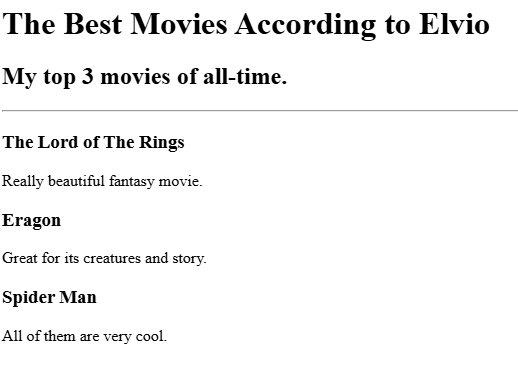 The Best Movies According to Elvio
My top 3 movies of all-time.
The Lord of The Rings
Really beautiful fantasy movie.
Eragon
Great for its creatures and story.
Spider Man
All of them are very cool.